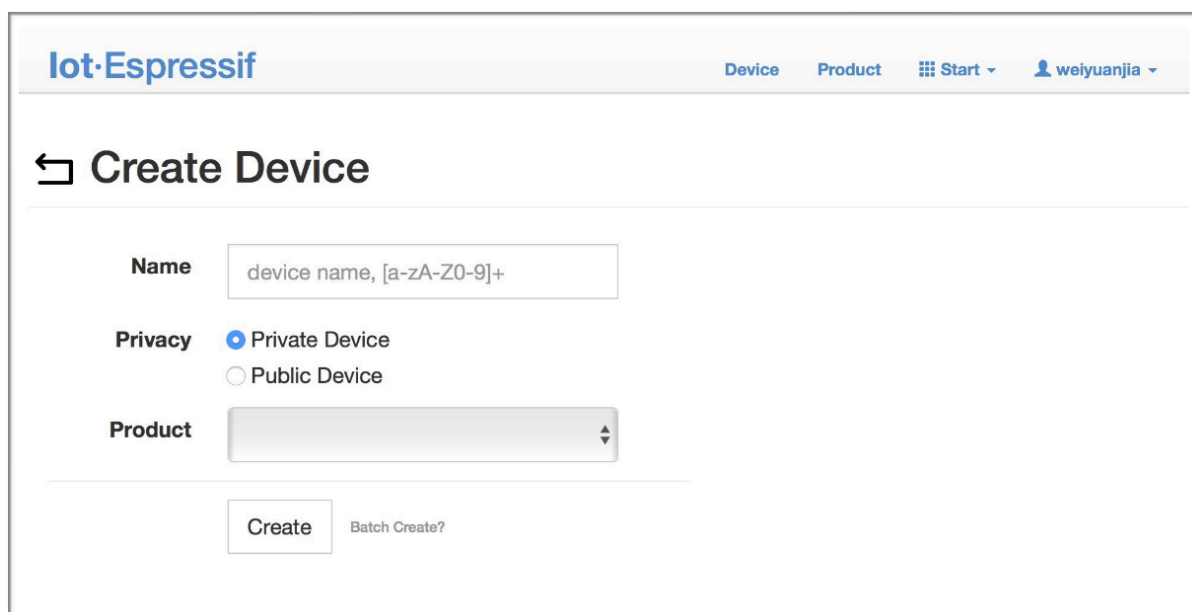 Iot·Espressif
Device Product Start weiyuanjia
Create Device
Name device name, [a-zA-Z0-9]+
Privacy Private Device
Public Device
Product
Create Batch Create?